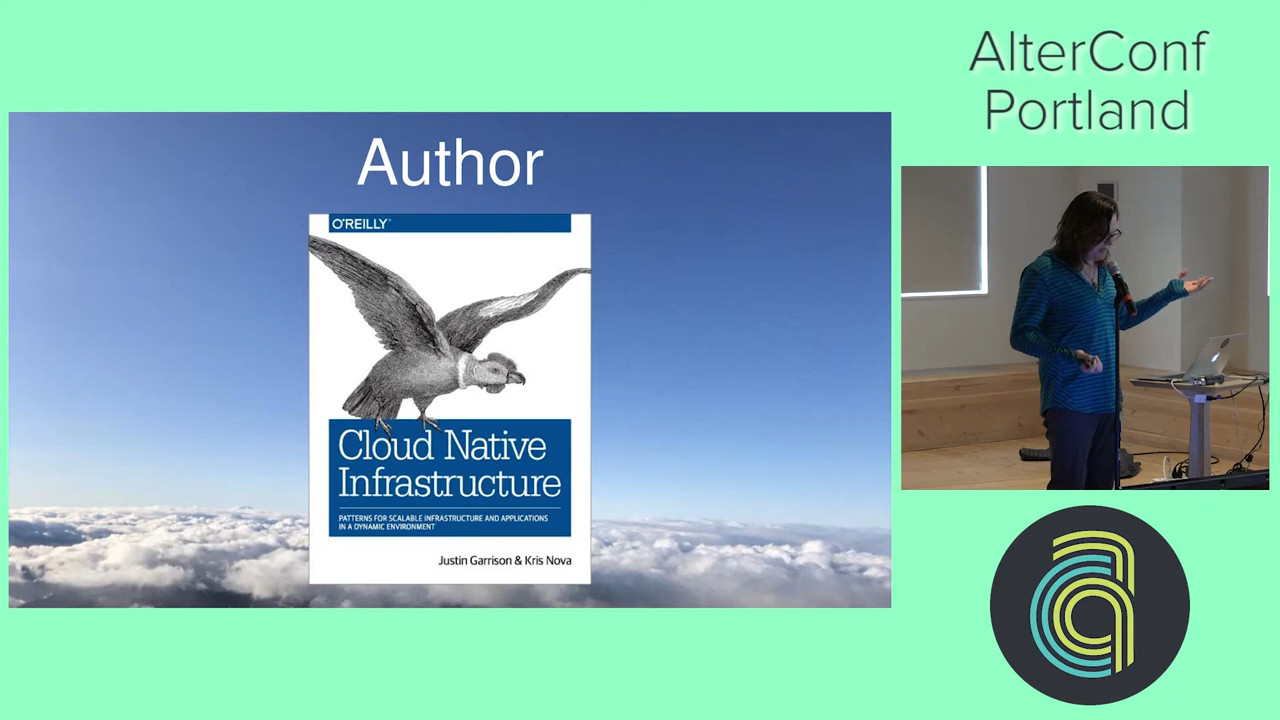 AlterConf
Portland
Author
O'REILLY®
Cloud Native
Infrastructure
PATTERNS FOR SCALABLE INFRASTRUCTURE AND APPLICATIONS
IN A DYNAMIC ENVIRONMENT
Justin Garrison & Kris Nova